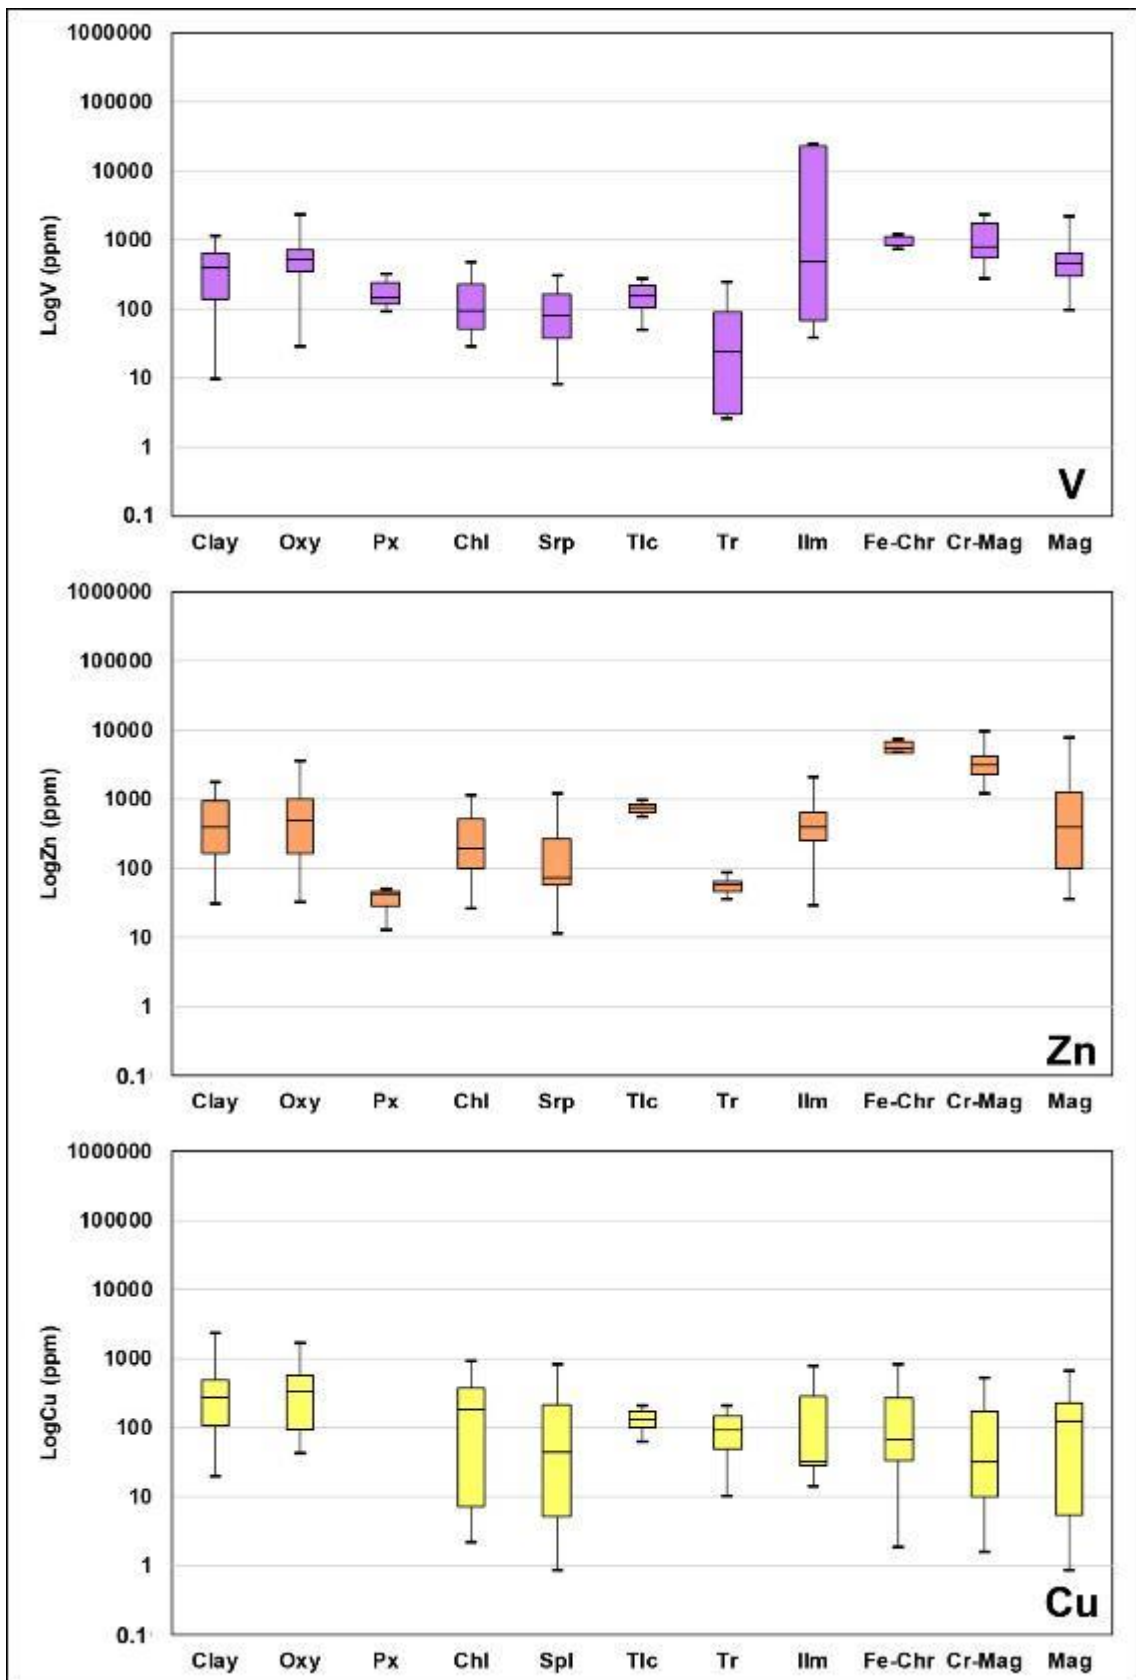 1000000
100000
10000
1000
100
10
1
0.1
LogV (ppm)
V
Clay Oxy Px Chl Srp Tlc Tr Ilm Fe-Chr Cr-Mag Mag
1000000
100000
10000
1000
100
10
1
0.1
LogZn (ppm)
Zn
Clay Oxy Px Chl Srp Tlc Tr Ilm Fe-Chr Cr-Mag Mag
1000000
100000
10000
1000
100
10
1
0.1
LogCu (ppm)
Cu
Clay Oxy Px Chl Spl Tlc Tr Ilm Fe-Chr Cr-Mag Mag